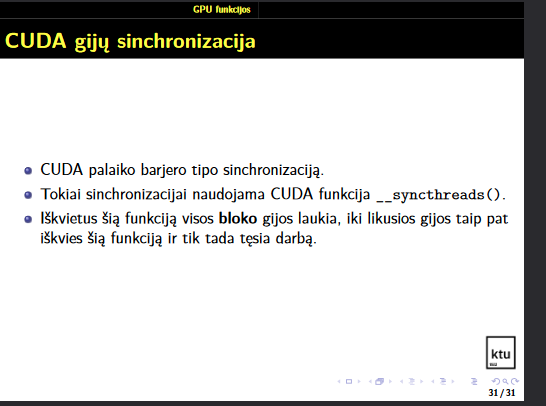 GPU funkcijos
CUDA gijų sinchronizacija
CUDA palaiko barjero tipo sinchronizaciją.
Tokiai sinchronizacijai naudojama CUDA funkcija __syncthreads().
Iškvietus šią funkciją visos bloko gijos laukia, iki likusios gijos taip pat
iškvies šią funkciją ir tik tada tęsia darbą.
ktu
31/31